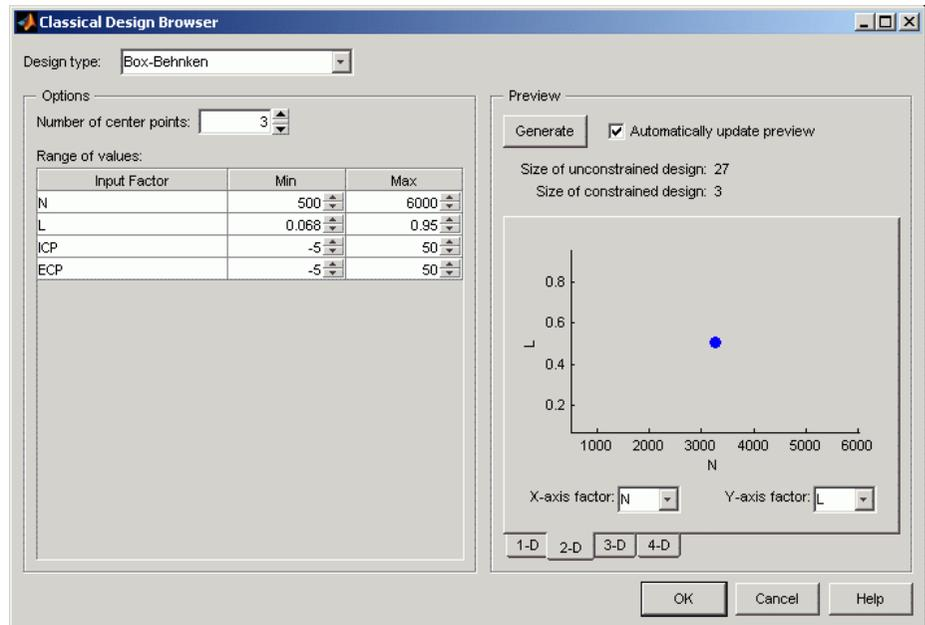 Classical Design Browser
Design type: Box-Behnken
Options
Number of center points: 3
Range of values:
Input Factor Min Max
N 500 6000
L 0.068 0.95
ICP -5 50
ECP -5 50
Preview
Generate Automatically update preview
Size of unconstrained design: 27
Size of constrained design: 3
0.8
0.6
L
0.4
0.2
1000 2000 3000 4000 5000 6000
N
X-axis factor: N Y-axis factor: L
1-D 2-D 3-D 4-D
OK Cancel Help